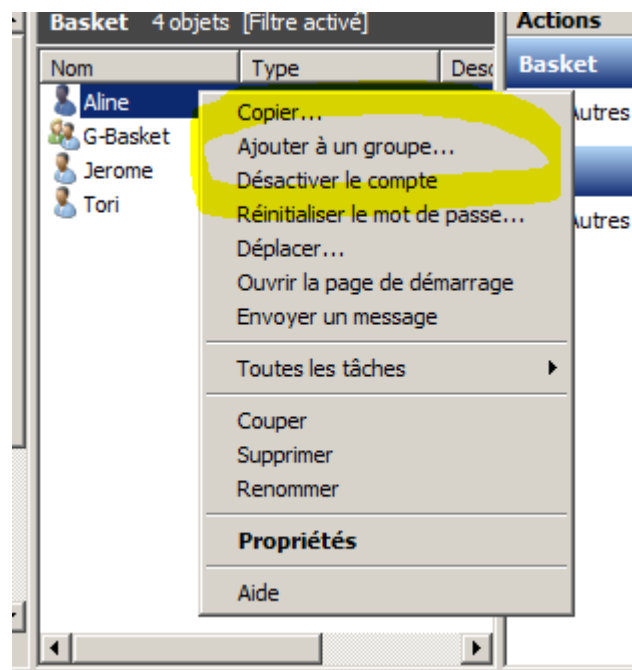 Basket 4 objets [Filtre activé]
Actions
Nom Type Desc
Basket
Aline
G-Basket
Jerome
Tori
Copier...
Ajouter à un groupe...
Désactiver le compte
Réinitialiser le mot de passe...
Déplacer...
Ouvrir la page de démarrage
Envoyer un message
Toutes les tâches
Couper
Supprimer
Renommer
Propriétés
Aide
Autres
Autres